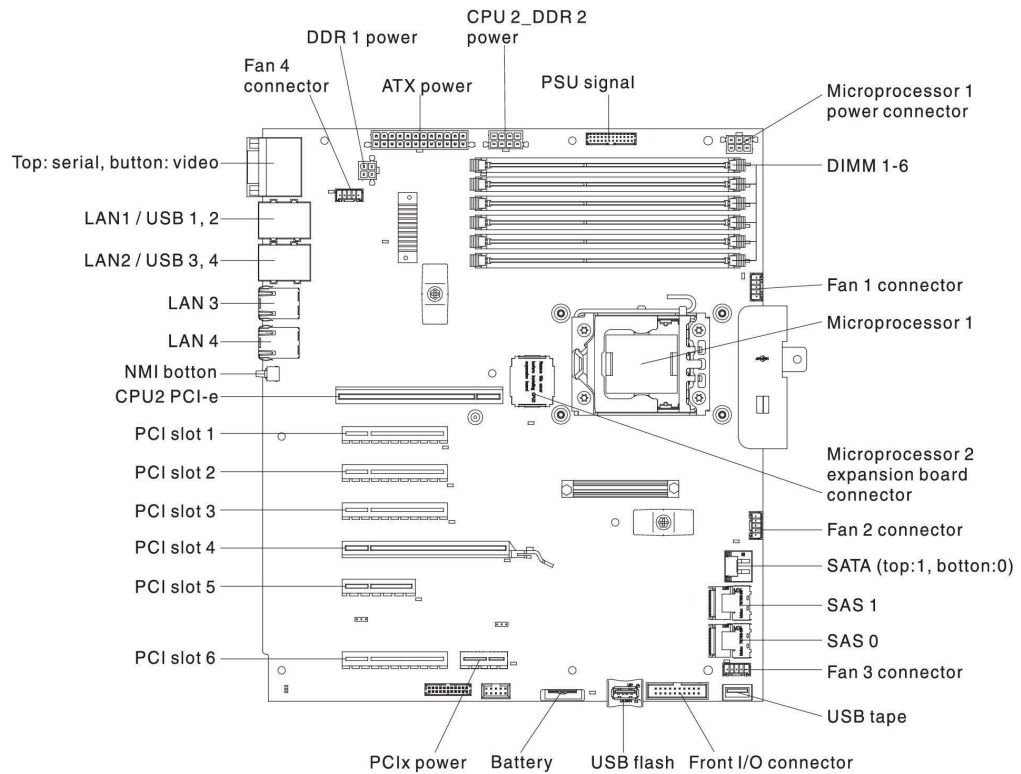 CPU 2_DDR 2
power
DDR 1 power
Fan 4
connector
ATX power
PSU signal
Microprocessor 1
power connector
Top: serial, button: video
DIMM 1-6
LAN1 / USB 1, 2
LAN2 / USB 3, 4
Fan 1 connector
LAN 3
Microprocessor 1
LAN 4
NMI botton
CPU2 PCI-e
PCI slot 1
Microprocessor 2
expansion board
connector
PCI slot 2
PCI slot 3
Fan 2 connector
PCI slot 4
SATA (top:1, botton:0)
PCI slot 5
SAS 1
SAS 0
PCI slot 6
Fan 3 connector
USB tape
PCIx power
Battery
USB flash
Front I/O connector